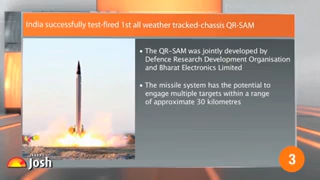 India successfully test-fired 1st all weather tracked-chassis QR-SAM
• The QR-SAM was jointly developed by
Defence Research Development Organisation
and Bharat Electronics Limited
• The missile system has the potential to
engage multiple targets within a range
of approximate 30 kilometres
Josh
3